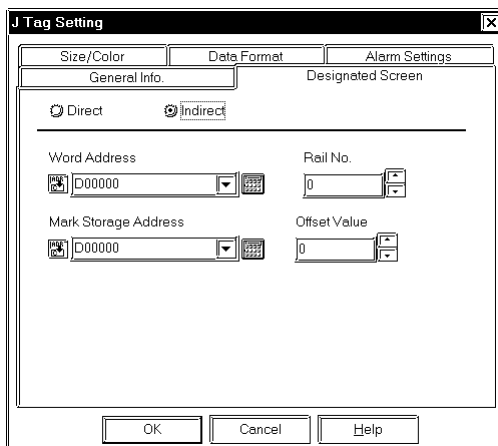 J Tag Setting
Size/Color Data Format Alarm Settings
General Info. Designated Screen
Direct Indirect
Word Address Rail No.
D00000 0
Mark Storage Address Offset Value
D00000 0
OK Cancel Help